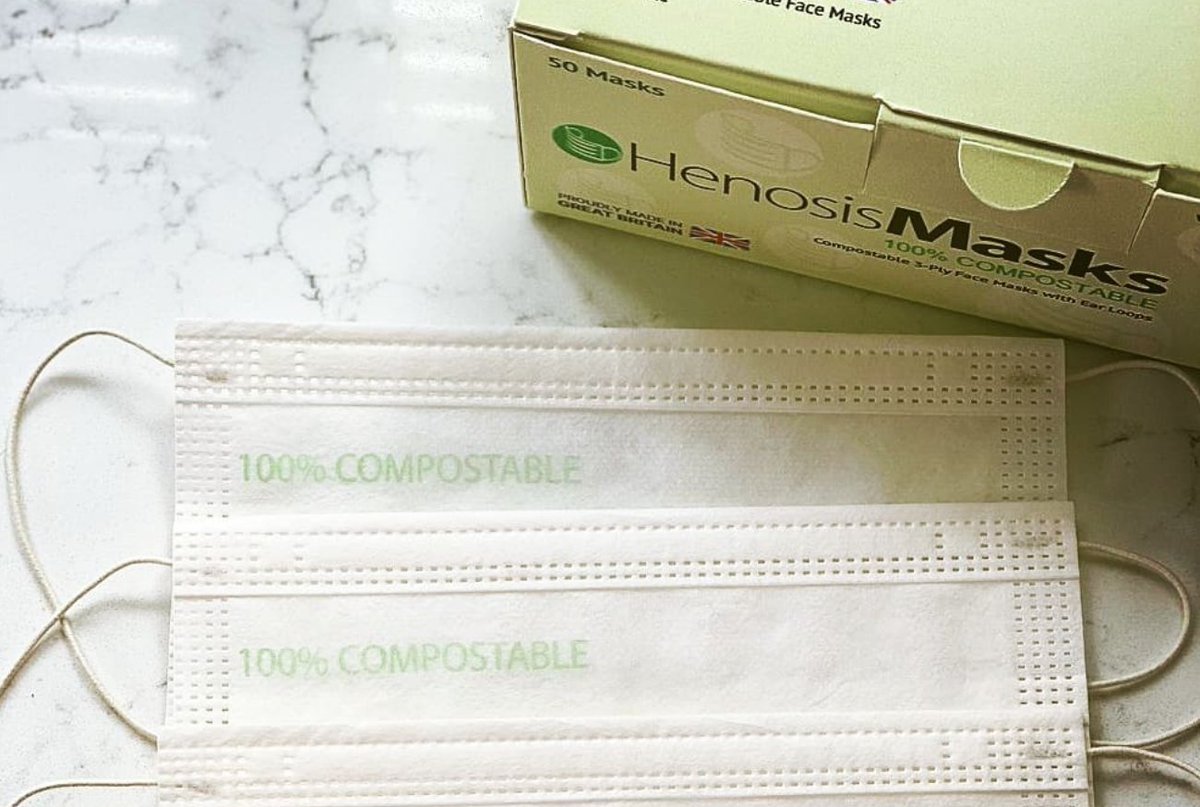 Face Masks
50 Masks
HenosisMasks
100% COMPOSTABLE
Compostable 3-Ply Face Masks with Ear Loops
PROUDLY MADE IN
GREAT BRITAIN
100% COMPOSTABLE
100% COMPOSTABLE